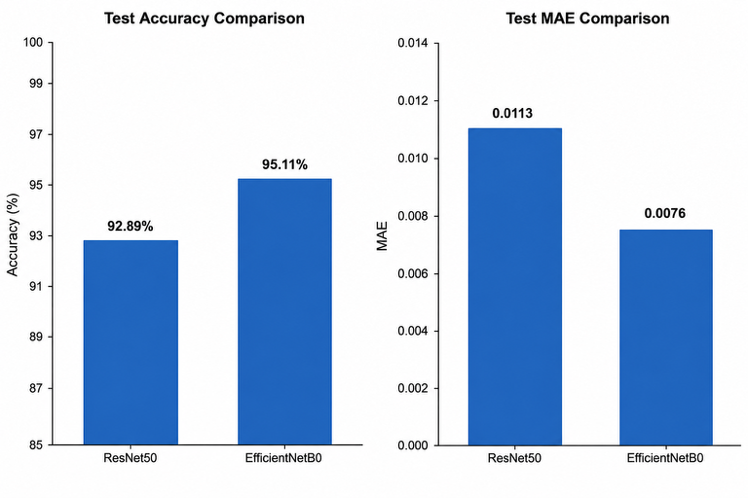 Test Accuracy Comparison
Accuracy (%)
100
99
97
95
93
91
89
87
85
92.89%
95.11%
ResNet50
EfficientNetB0
Test MAE Comparison
MAE
0.014
0.012
0.010
0.008
0.006
0.004
0.002
0.000
0.0113
0.0076
ResNet50
EfficientNetB0